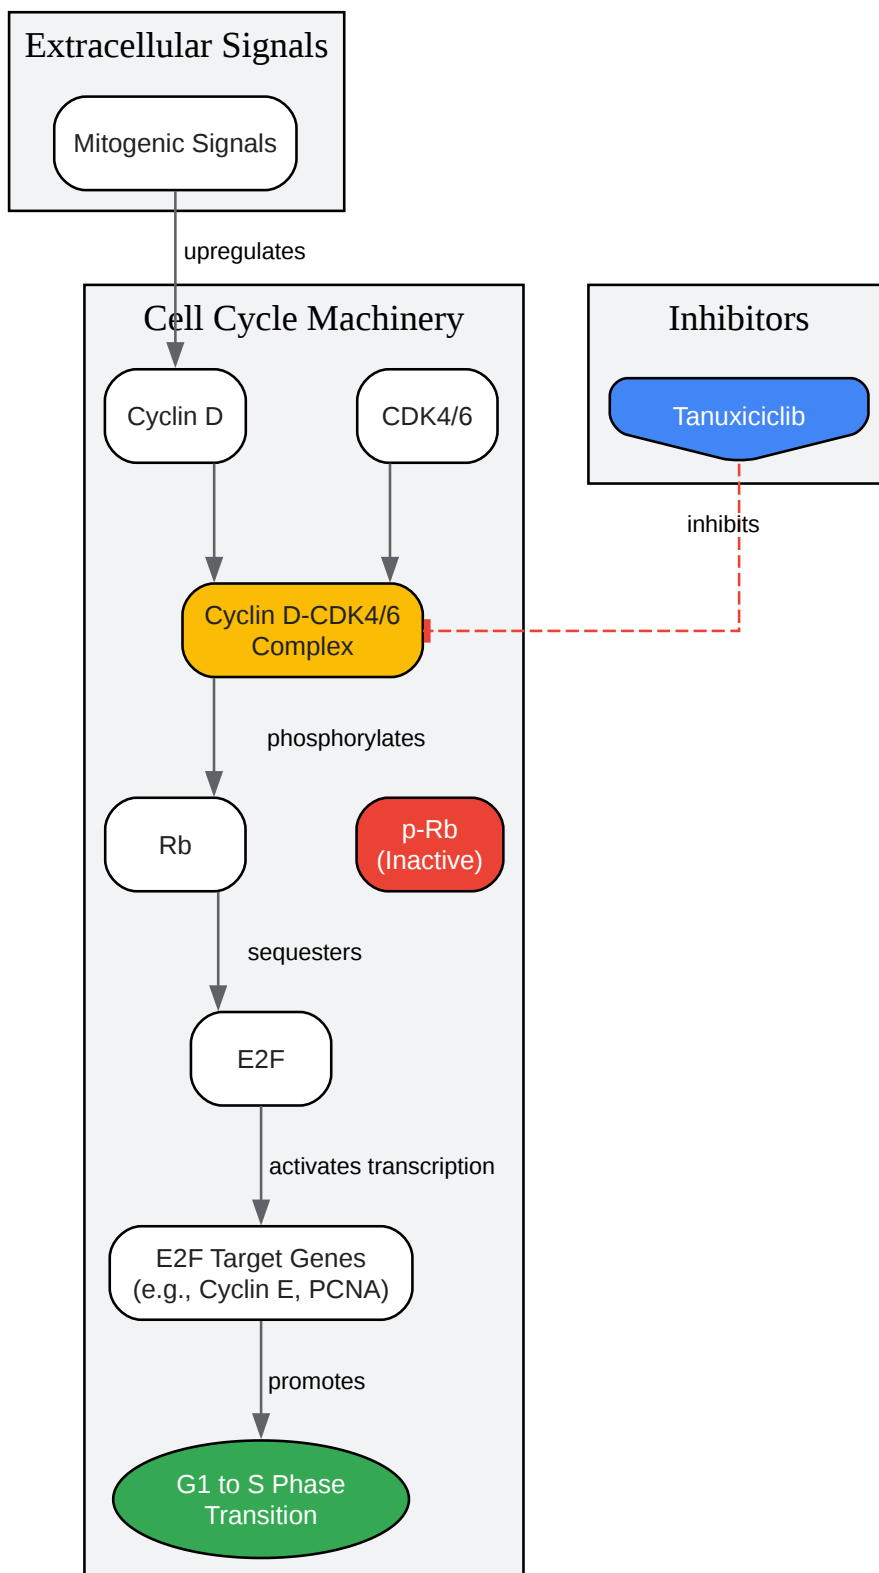 Extracellular Signals
Mitogenic Signals
upregulates
Cell Cycle Machinery
Inhibitors
Cyclin D
CDK4/6
Tanuxiciclib
inhibits
Cyclin D-CDK4/6
Complex
phosphorylates
Rb
p-Rb
(Inactive)
sequesters
E2F
activates transcription
E2F Target Genes
(e.g., Cyclin E, PCNA)
promotes
G1 to S Phase
Transition